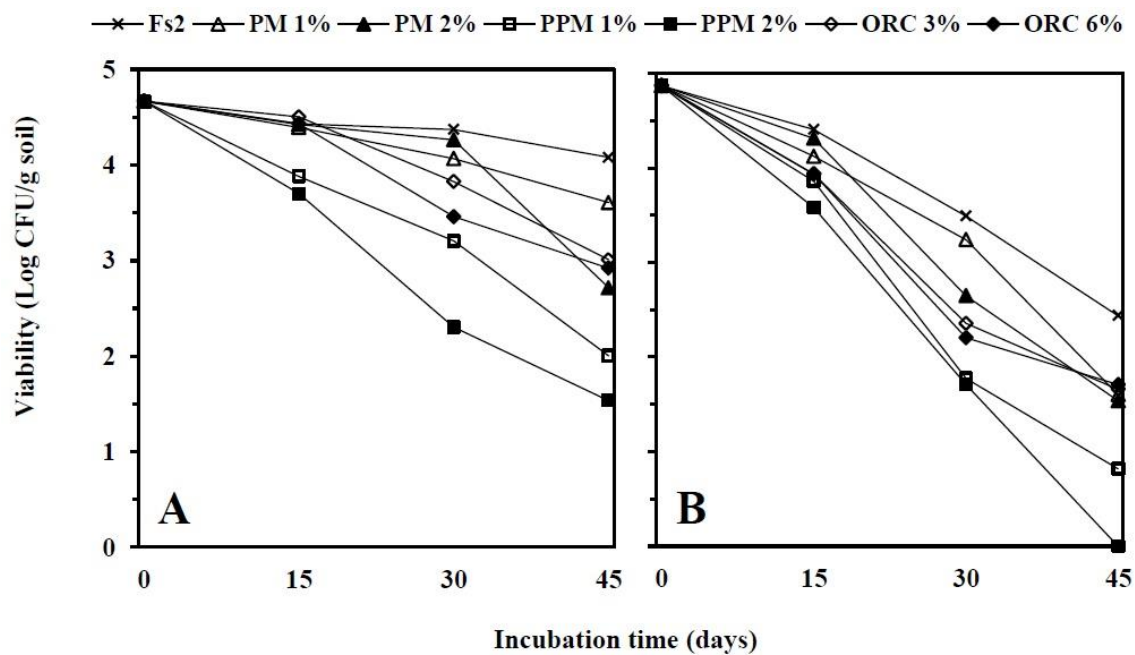 Fs2 PM 1% PM 2% PPM 1% PPM 2% ORC 3% ORC 6%
Viability (Log CFU/g soil)
5
4
3
2
1
0
A
B
0 15 30 45
0 15 30 45
Incubation time (days)